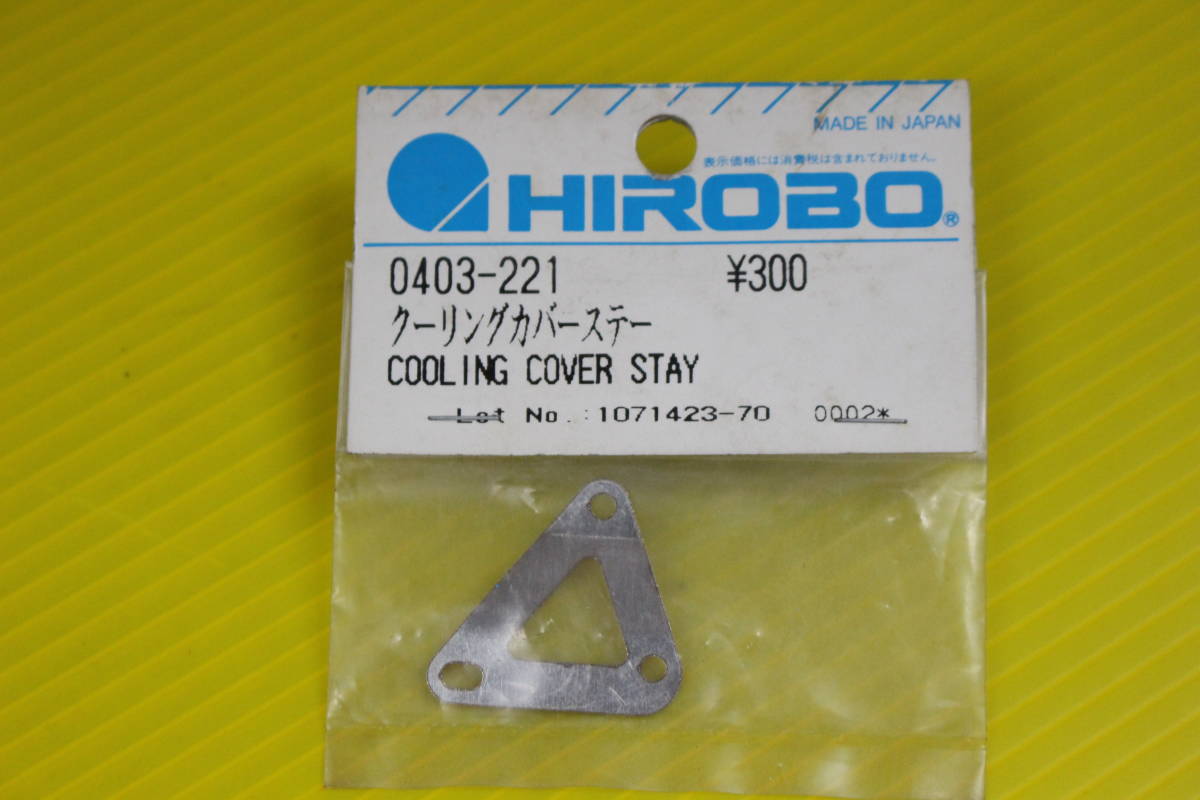 MADE IN JAPAN
表示価格には消費税は含まれておりません。
HIROBO®
0403-221 ¥300
クーリングカバーステー
COOLING COVER STAY
Lot No.:1071423-70 0002*